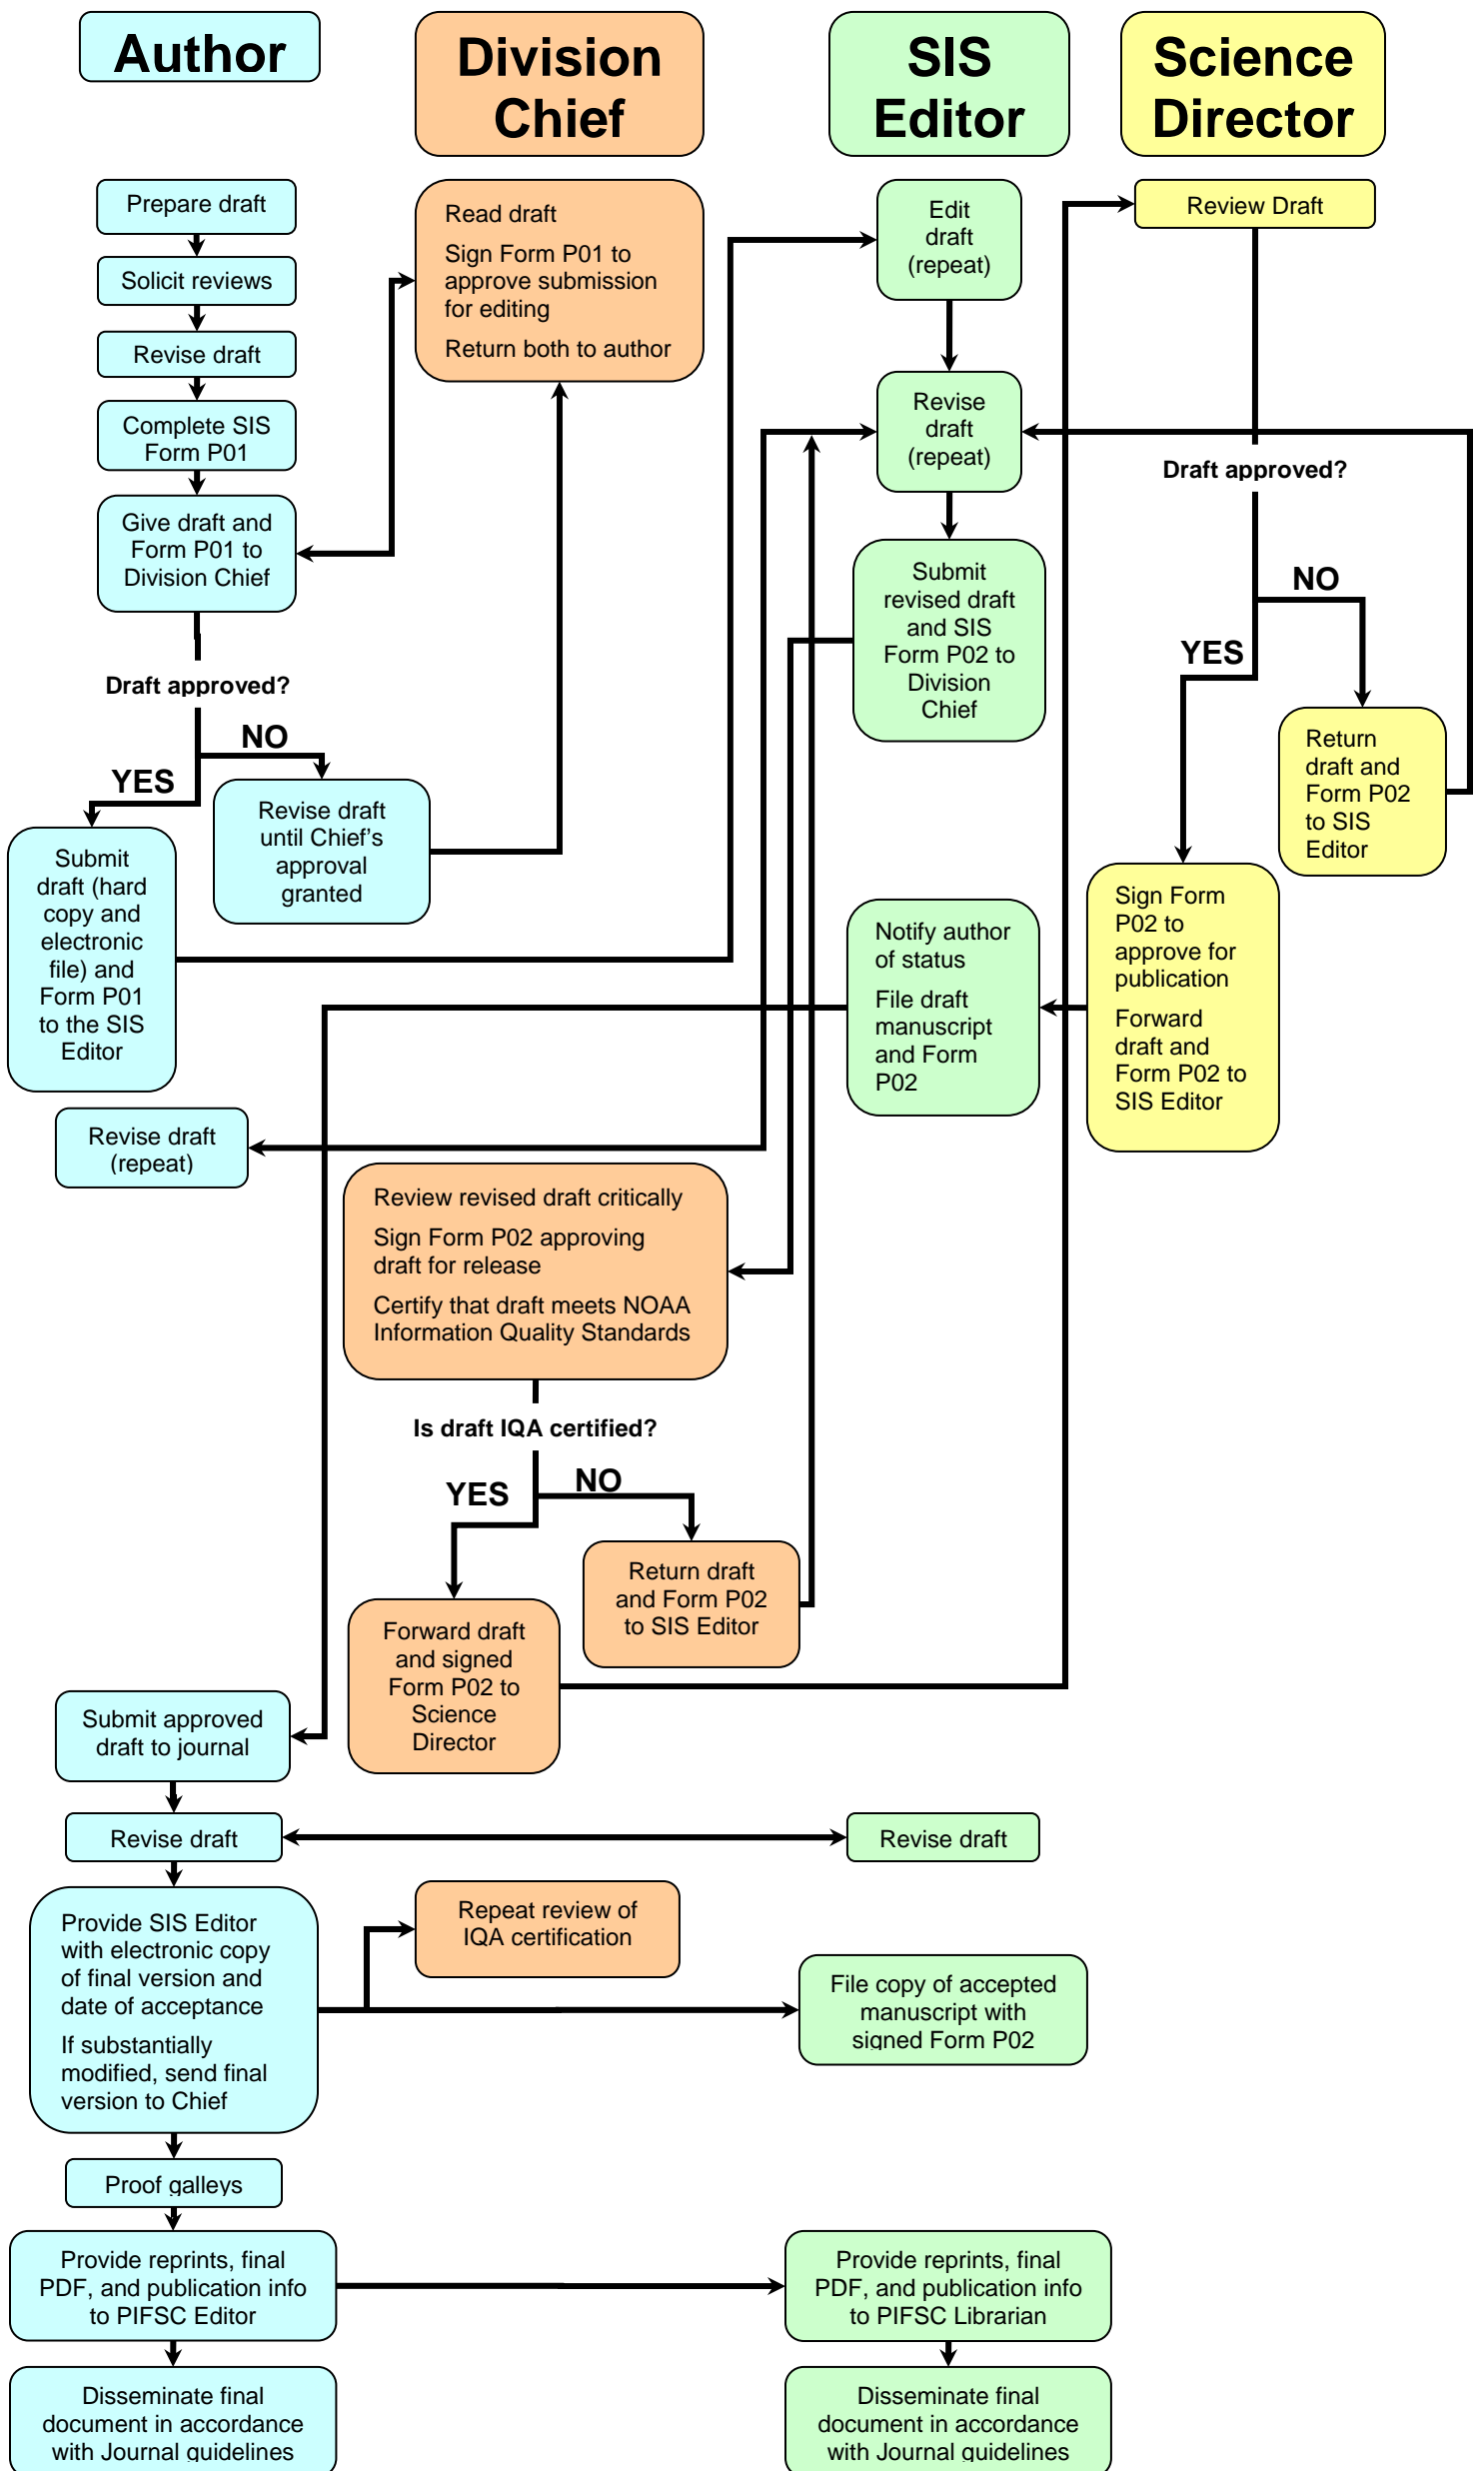 Author
Division
Chief
SIS
Editor
Science
Director
Prepare draft
Solicit reviews
Revise draft
Complete SIS
Form P01
Give draft and
Form P01 to
Division Chief
Draft approved?
NO
YES
Revise draft
until Chief's
approval
granted
Submit
draft (hard
copy and
electronic
file) and
Form P01
to the SIS
Editor
Read draft
Sign Form P01 to
approve submission
for editing
Return both to author
Edit
draft
(repeat)
Revise
draft
(repeat)
Submit
revised draft
and SIS
Form P02 to
Division
Chief
Review Draft
Draft approved?
NO
YES
Return
draft and
Form P02
to SIS
Editor
Sign Form
P02 to
approve for
publication
Forward
draft and
Form P02 to
SIS Editor
Notify author
of status
File draft
manuscript
and Form
P02
Revise draft
(repeat)
Review revised draft critically
Sign Form P02 approving
draft for release
Certify that draft meets NOAA
Information Quality Standards
Is draft IQA certified?
YES
NO
Return draft
and Form P02
to SIS Editor
Forward draft
and signed
Form P02 to
Science
Director
Submit approved
draft to journal
Revise draft
Revise draft
Provide SIS Editor
with electronic copy
of final version and
date of acceptance
If substantially
modified, send final
version to Chief
Repeat review of
IQA certification
File copy of accepted
manuscript with
signed Form P02
Proof galleys
Provide reprints, final
PDF, and publication info
to PIFSC Editor
Provide reprints, final
PDF, and publication info
to PIFSC Librarian
Disseminate final
document in accordance
with Journal guidelines
Disseminate final
document in accordance
with Journal guidelines